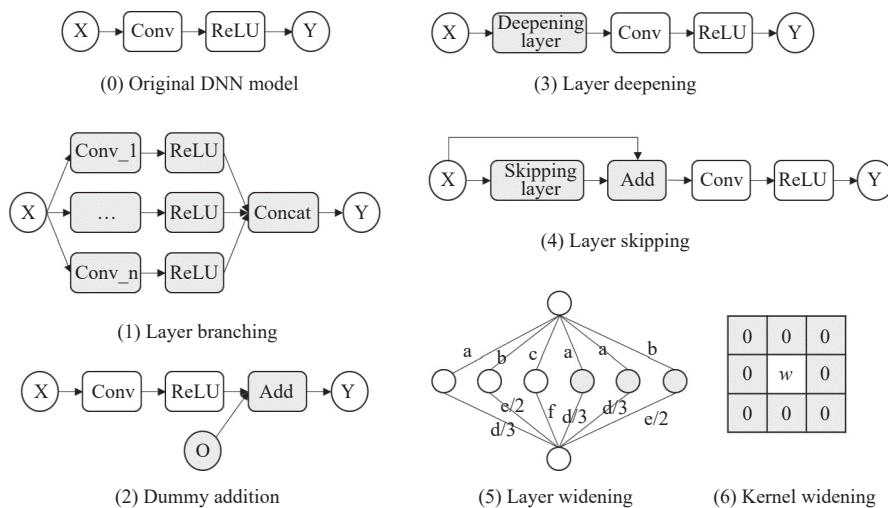 X Conv ReLU Y
(0) Original DNN model
X Deepening layer Conv ReLU Y
(3) Layer deepening
Conv_1 ReLU
X … ReLU Concat Y
Conv_n ReLU
(1) Layer branching
X Skipping layer Add Conv ReLU Y
(4) Layer skipping
X Conv ReLU Add Y
O
(2) Dummy addition
a b c a a b
d/3 e/2 f d/3 d/3 e/2
(5) Layer widening
0 0 0
0 w 0
0 0 0
(6) Kernel widening